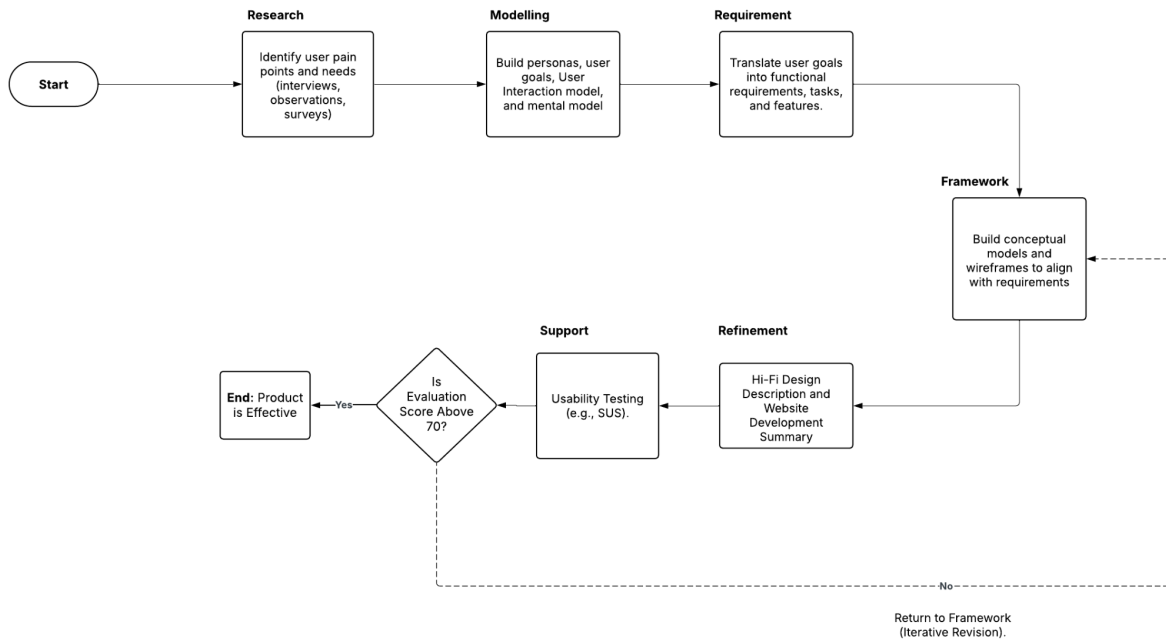 Research
Modelling
Requirement
Start
Identify user pain
points and needs
(interviews,
observations,
surveys)
Build personas, user
goals, User
Interaction model,
and mental model
Translate user goals
into functional
requirements, tasks,
and features.
Framework
Build conceptual
models and
wireframes to align
with requirements
Support
Refinement
End: Product
is Effective
Yes
Is
Evaluation
Score Above
70?
Usability Testing
(e.g., SUS).
Hi-Fi Design
Description and
Website
Development
Summary
No
Return to Framework
(Iterative Revision).